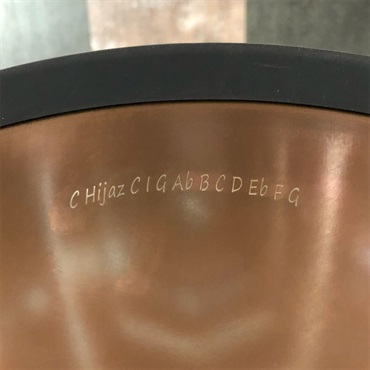 C Hijaz C I G Ab B C D Eb F G